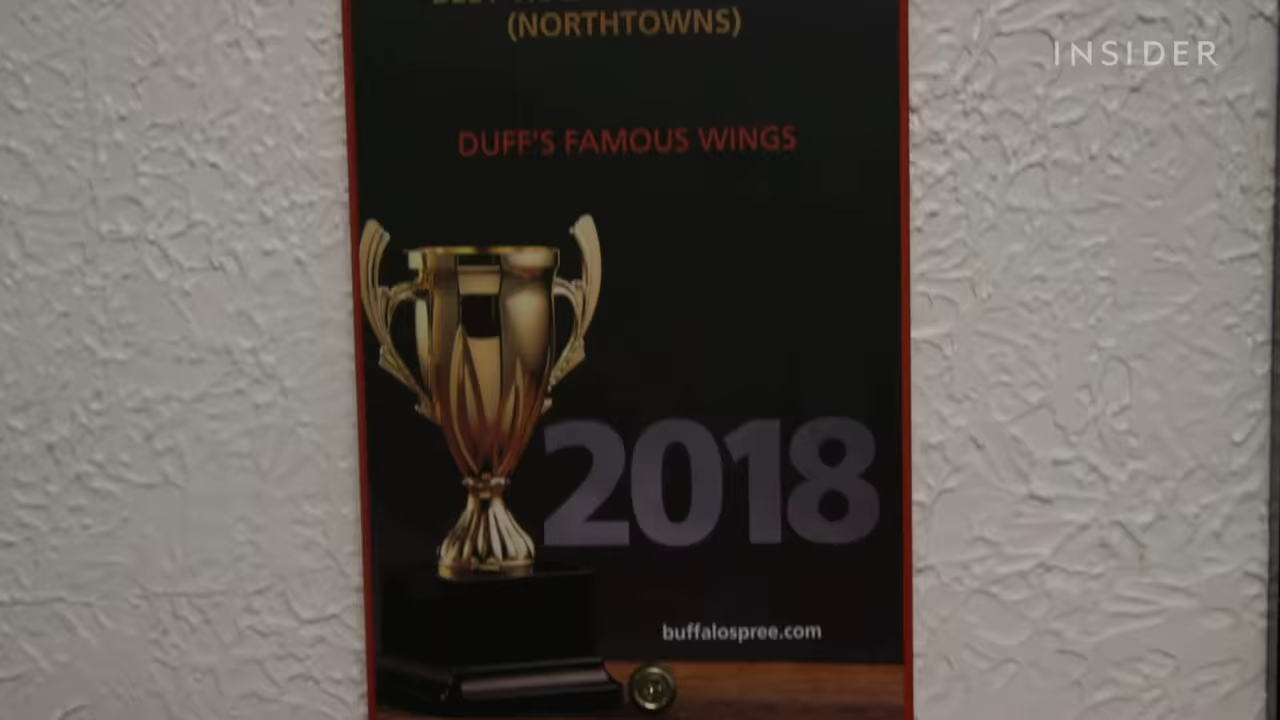 (NORTHTOWNS)
INSIDER
DUFF'S FAMOUS WINGS
2018
buffalospree.com